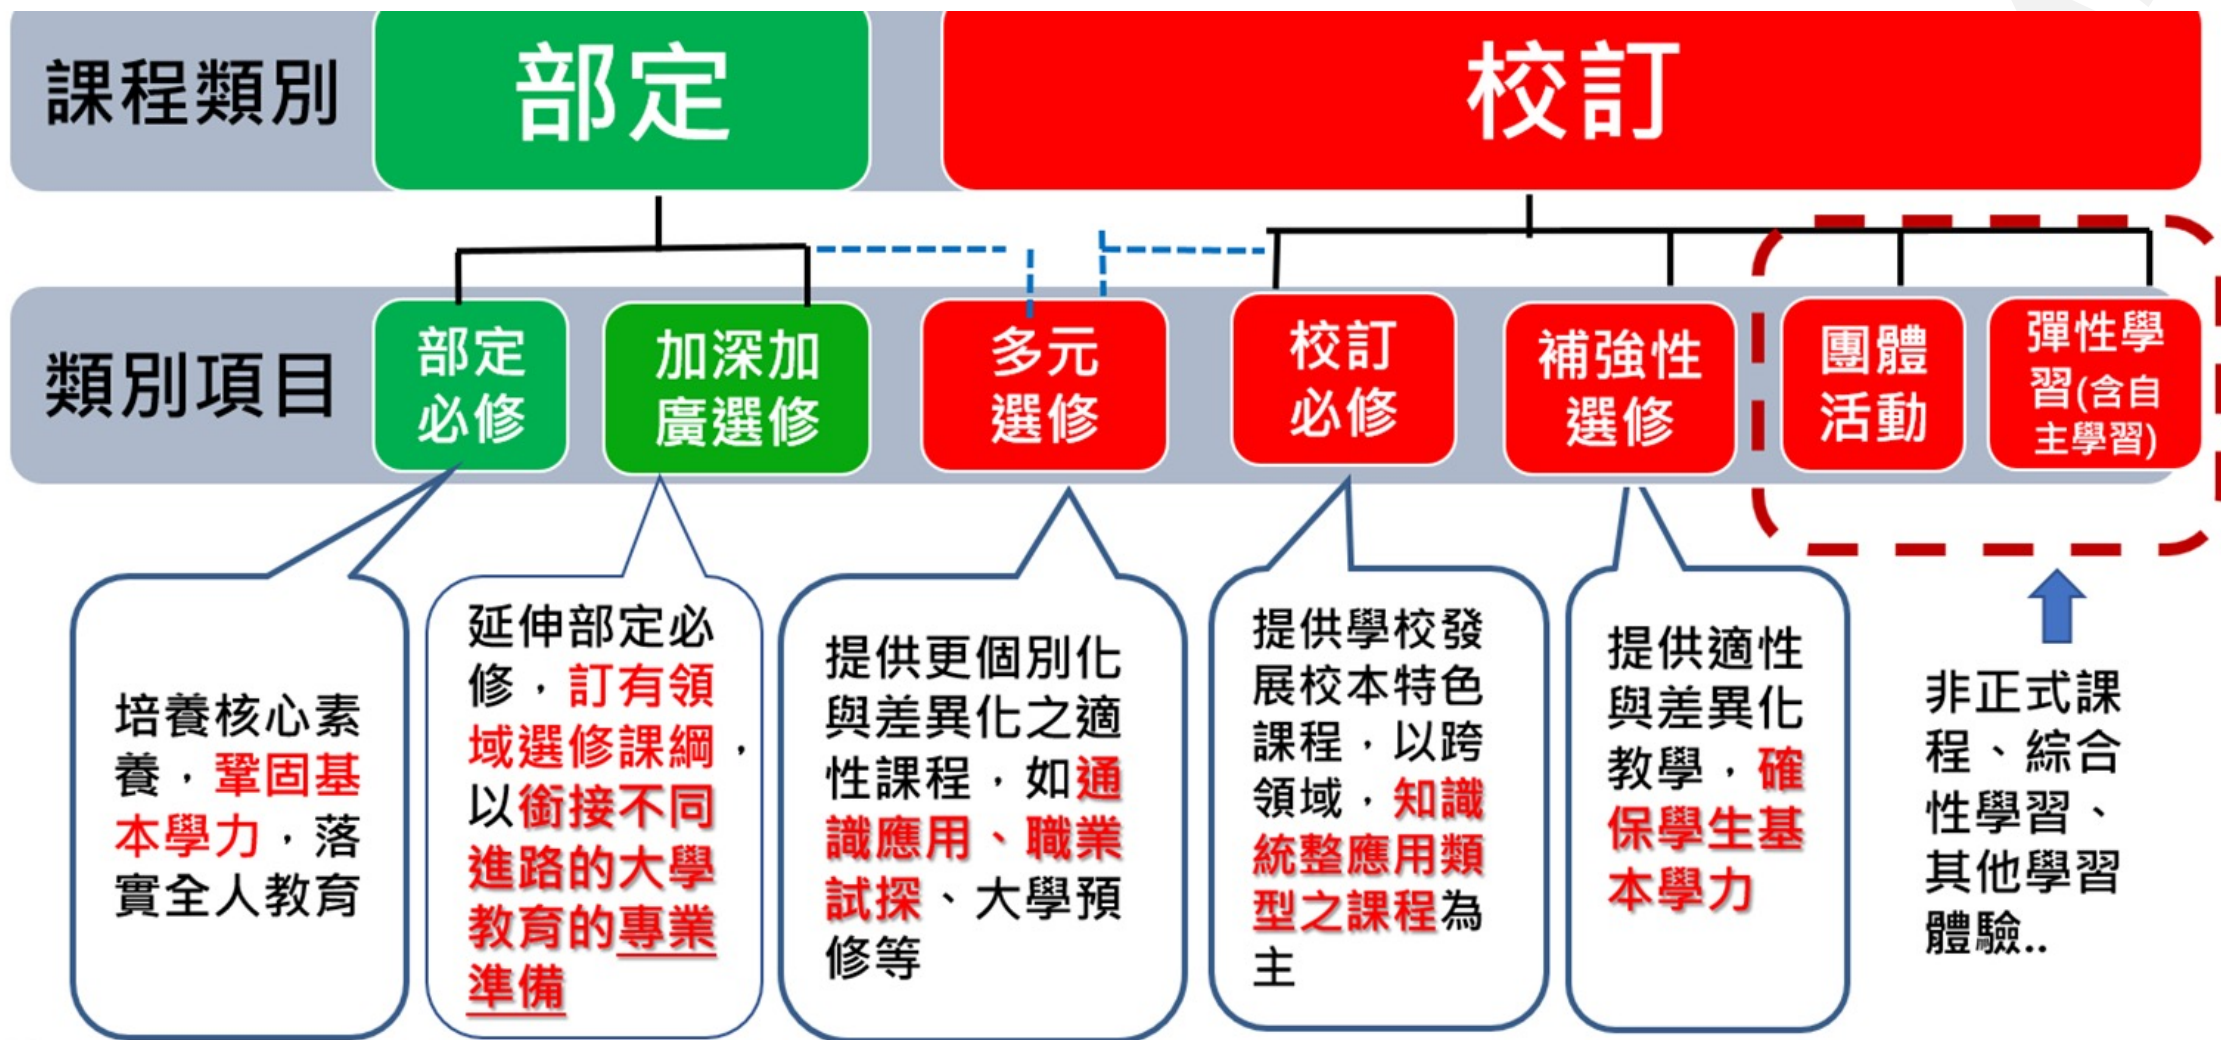 課程類別
部定
校訂
類別項目
部定
必修
加深加
廣選修
多元
選修
校訂
必修
補強性
選修
團體
活動
彈性學
習(含自
主學習)
培養核心素
養，鞏固基
本學力，落
實全人教育
延伸部定必
修，訂有領
域選修課綱，
以銜接不同
進路的大學
教育的專業
準備
提供更個別化
與差異化之適
性課程，如通
識應用、職業
試探、大學預
修等
提供學校發
展校本特色
課程，以跨
領域，知識
統整應用類
型之課程為
主
提供適性
與差異化
教學，確
保學生基
本學力
非正式課
程、綜合
性學習、
其他學習
體驗..